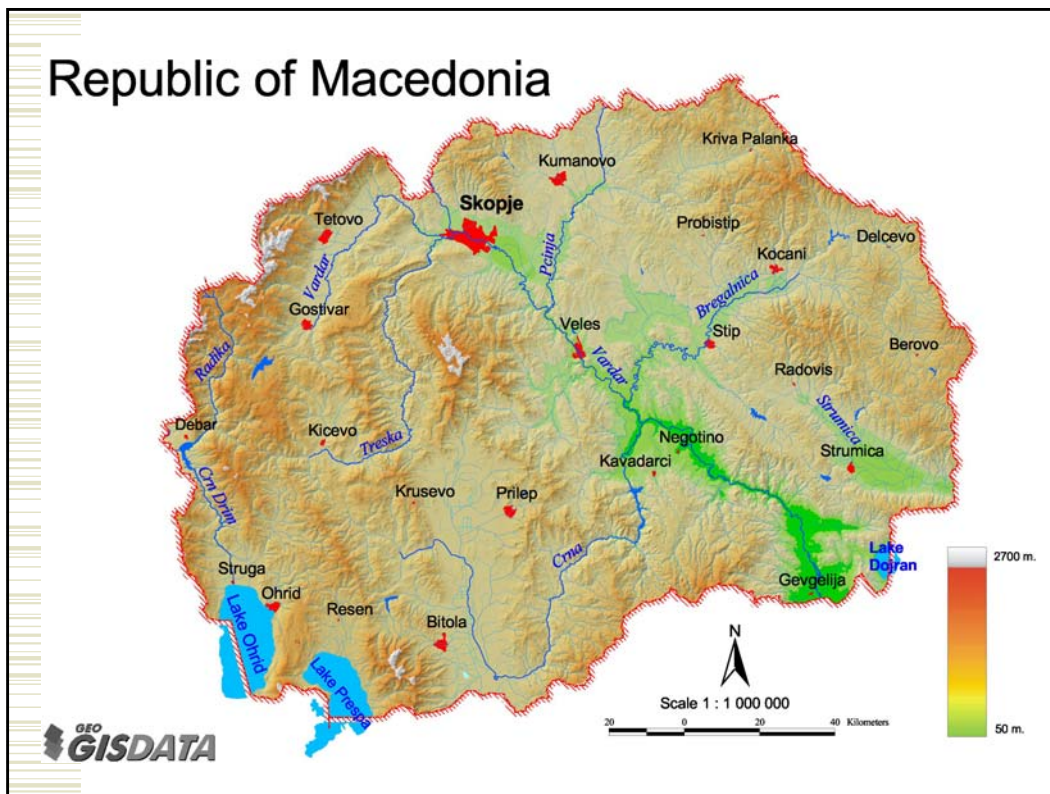 Republic of Macedonia
Kriva Palanka
Kumanovo
Skopje
Tetovo
Probistip
Delcevo
Pcinja
Kocani
Vardar
Bregalnica
Gostivar
Veles
Stip
Vardar
Berovo
Radika
Radovis
Strumica
Debar
Kicevo
Treska
Negotino
Kavadarci
Strumica
Crn Drim
Krusevo
Prilep
Crna
Lake
Dojran
2700 m.
Struga
Ohrid
Gevgelija
Lake Ohrid
Resen
Bitola
Lake Prespa
N
Scale 1 : 1 000 000
20 0 20 40 Kilometers
50 m.
GEO
GISDATA